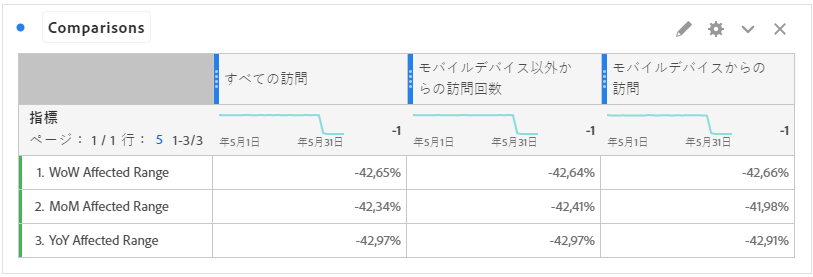 Comparisons
すべての訪問
モバイルデバイス以外か
らの訪問回数
モバイルデバイスからの
訪問
指標
ページ： 1 / 1 行： 5 1-3/3
年5月1日 年5月31日 -1
年5月1日 年5月31日 -1
年5月1日 年5月31日 -1
1. WoW Affected Range -42,65% -42,64% -42,66%
2. MoM Affected Range -42,34% -42,41% -41,98%
3. YoY Affected Range -42,97% -42,97% -42,91%